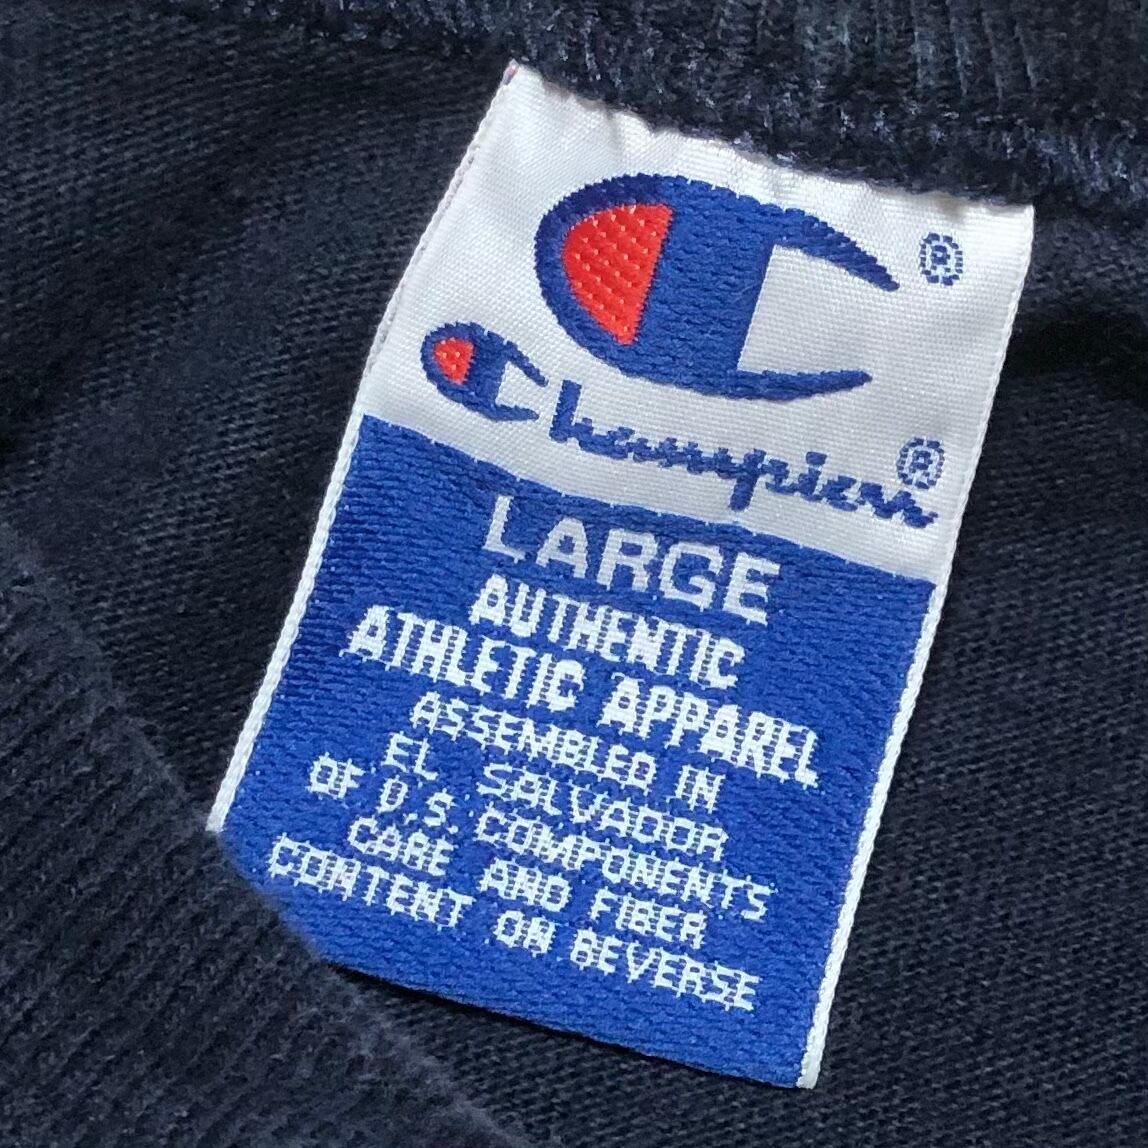 ®
Champion®
LARGE
AUTHENTIC
ATHLETIC APPAREL
ASSEMBLED IN
EL SALVADOR
OF U.S. COMPONENTS
CARE AND FIBER
CONTENT ON REVERSE